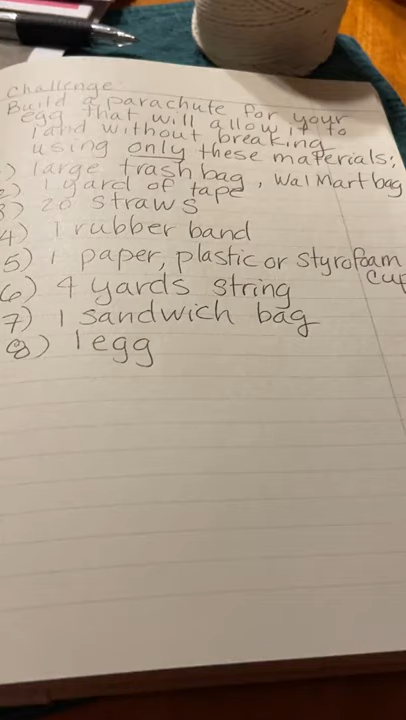 Challenge
Build a parachute for your
egg that will allow it to
land without breaking
using only these materials:
) large trash bag, WalMart bag
2) 1 yard of tape
3) 20 straws
4) 1 rubber band
5) 1 paper, plastic or styrofoam
cup
6) 4 yards string
7) 1 sandwich bag
8) 1 egg